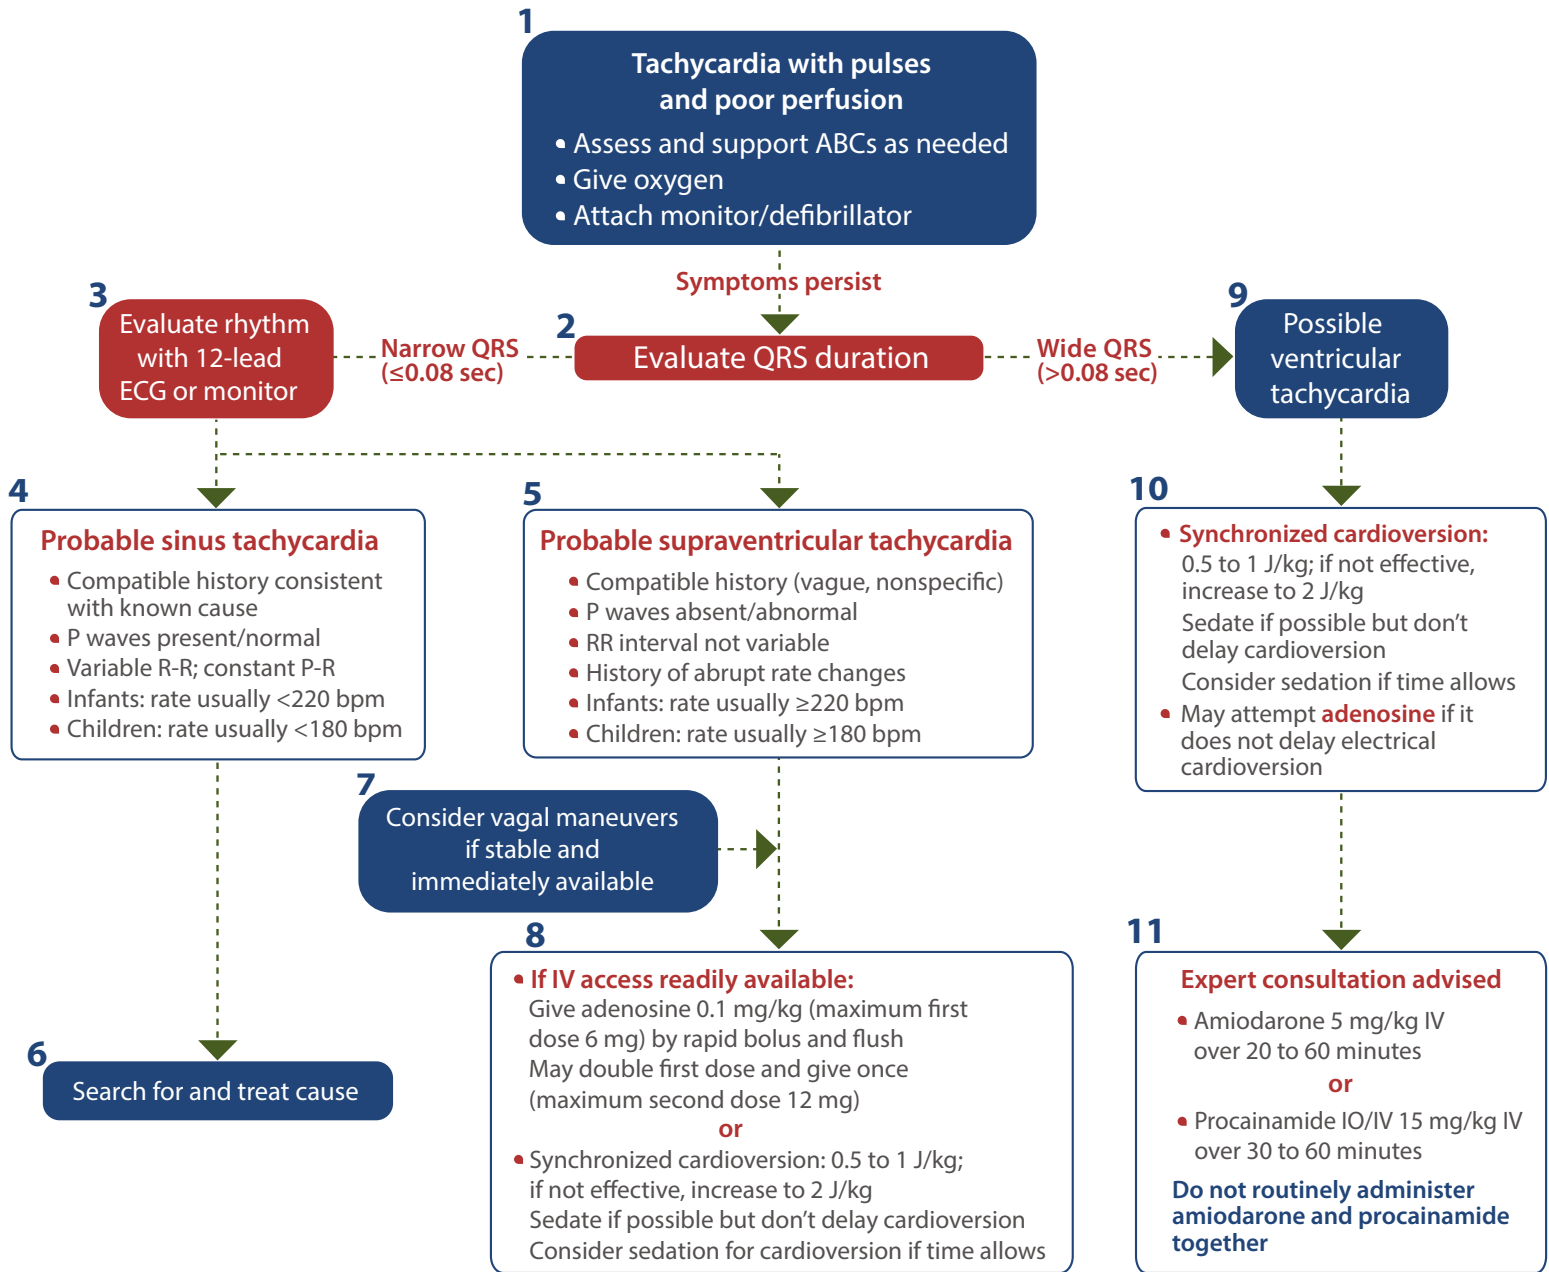 1
Tachycardia with pulses
and poor perfusion
• Assess and support ABCs as needed
• Give oxygen
• Attach monitor/defibrillator
Symptoms persist
2
Evaluate QRS duration
Narrow QRS
(≤0.08 sec)
Wide QRS
(>0.08 sec)
3
Evaluate rhythm
with 12-lead
ECG or monitor
9
Possible
ventricular
tachycardia
4
Probable sinus tachycardia
• Compatible history consistent
with known cause
• P waves present/normal
• Variable R-R; constant P-R
• Infants: rate usually <220 bpm
• Children: rate usually <180 bpm
5
Probable supraventricular tachycardia
• Compatible history (vague, nonspecific)
• P waves absent/abnormal
• RR interval not variable
• History of abrupt rate changes
• Infants: rate usually ≥220 bpm
• Children: rate usually ≥180 bpm
10
• Synchronized cardioversion:
0.5 to 1 J/kg; if not effective,
increase to 2 J/kg
Sedate if possible but don’t
delay cardioversion
Consider sedation if time allows
• May attempt adenosine if it
does not delay electrical
cardioversion
7
Consider vagal maneuvers
if stable and
immediately available
6
Search for and treat cause
8
• If IV access readily available:
Give adenosine 0.1 mg/kg (maximum first
dose 6 mg) by rapid bolus and flush
May double first dose and give once
(maximum second dose 12 mg)
or
• Synchronized cardioversion: 0.5 to 1 J/kg;
if not effective, increase to 2 J/kg
Sedate if possible but don’t delay cardioversion
Consider sedation for cardioversion if time allows
11
Expert consultation advised
• Amiodarone 5 mg/kg IV
over 20 to 60 minutes
or
• Procainamide IO/IV 15 mg/kg IV
over 30 to 60 minutes
Do not routinely administer
amiodarone and procainamide
together